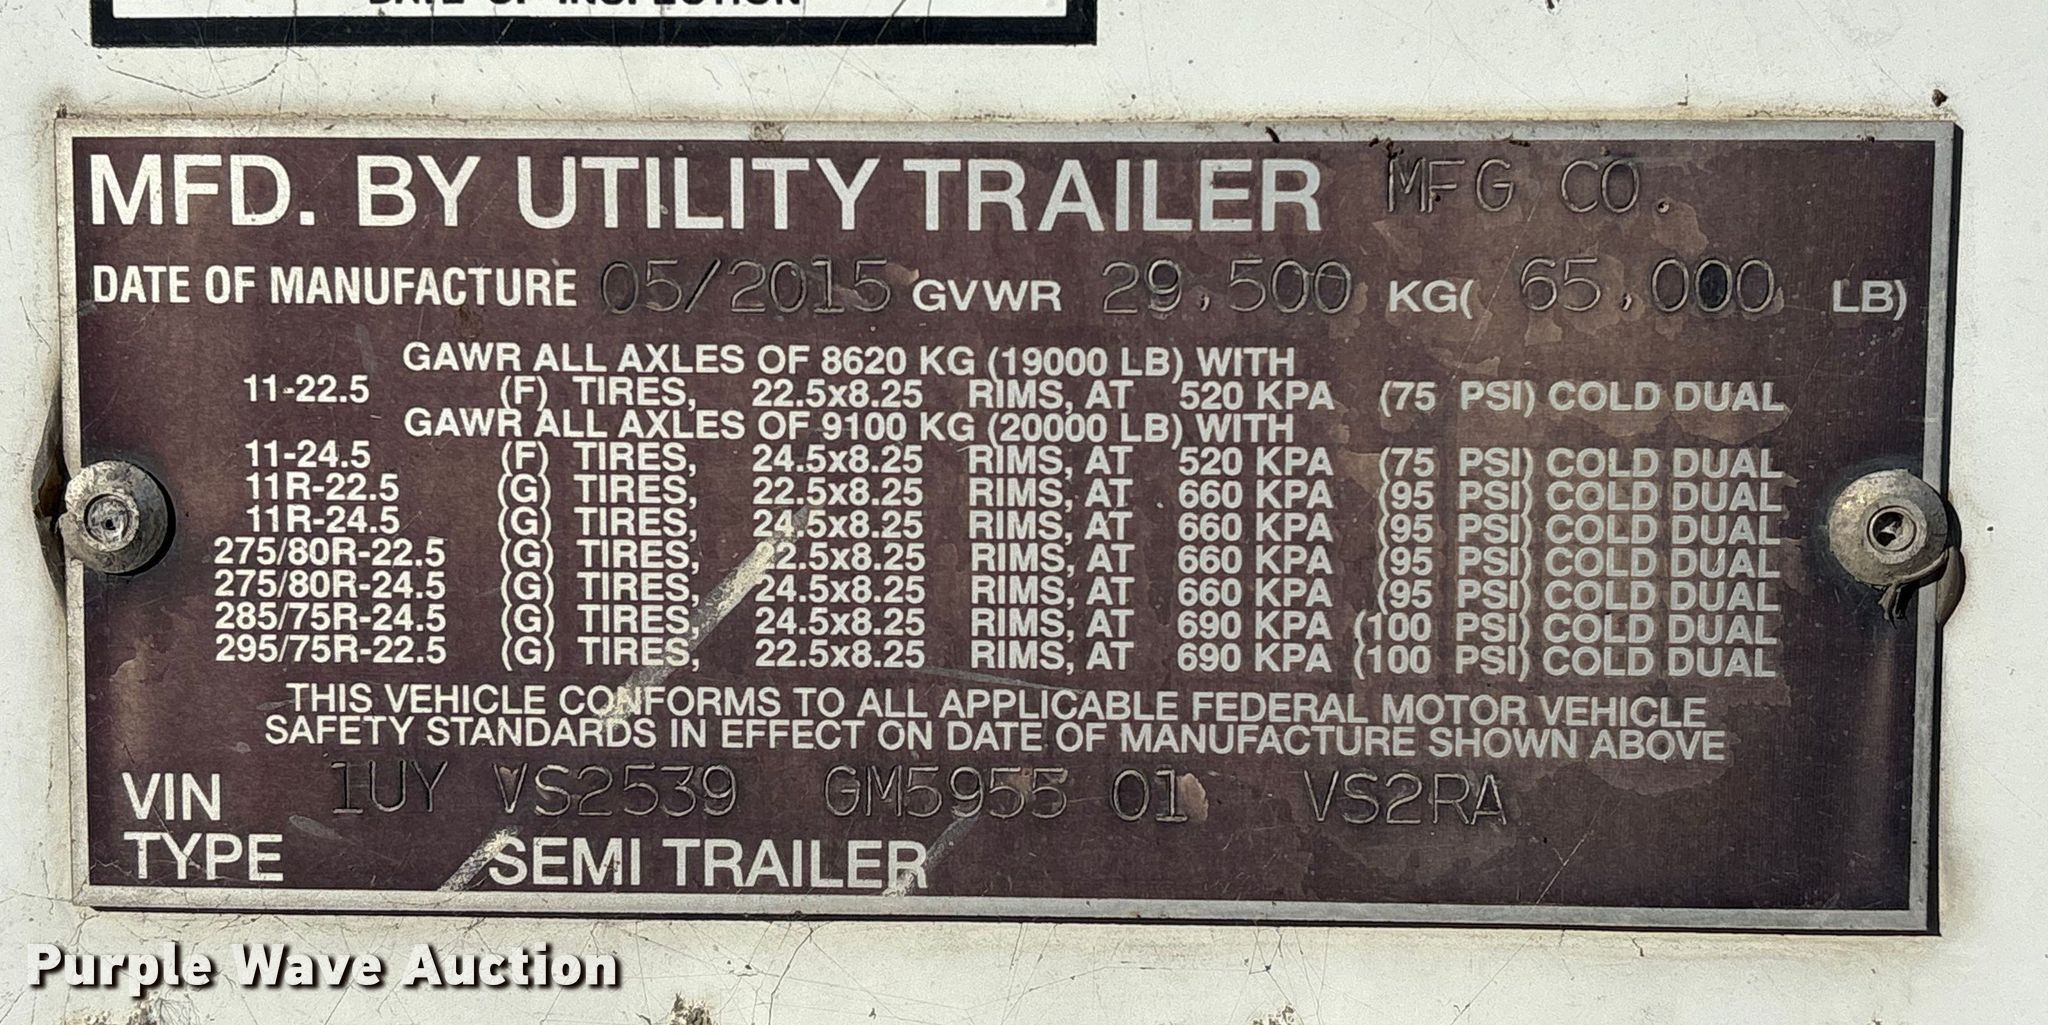 DATE OF INSPECTION
MFD. BY UTILITY TRAILER MFG CO.
DATE OF MANUFACTURE 05/2015 GVWR 29,500 KG( 65,000 LB)
GAWR ALL AXLES OF 8620 KG (19000 LB) WITH
11-22.5 (F) TIRES, 22.5x8.25 RIMS, AT 520 KPA (75 PSI) COLD DUAL
GAWR ALL AXLES OF 9100 KG (20000 LB) WITH
11-24.5 (F) TIRES, 24.5x8.25 RIMS, AT 520 KPA (75 PSI) COLD DUAL
11R-22.5 (G) TIRES, 22.5x8.25 RIMS, AT 660 KPA (95 PSI) COLD DUAL
11R-24.5 (G) TIRES, 24.5x8.25 RIMS, AT 660 KPA (95 PSI) COLD DUAL
275/80R-22.5 (G) TIRES, 22.5x8.25 RIMS, AT 660 KPA (95 PSI) COLD DUAL
275/80R-24.5 (G) TIRES, 24.5x8.25 RIMS, AT 660 KPA (95 PSI) COLD DUAL
285/75R-24.5 (G) TIRES, 24.5x8.25 RIMS, AT 690 KPA (100 PSI) COLD DUAL
295/75R-22.5 (G) TIRES, 22.5x8.25 RIMS, AT 690 KPA (100 PSI) COLD DUAL
THIS VEHICLE CONFORMS TO ALL APPLICABLE FEDERAL MOTOR VEHICLE
SAFETY STANDARDS IN EFFECT ON DATE OF MANUFACTURE SHOWN ABOVE
VIN 1UY VS2539 GM5955 01 VS2RA
TYPE SEMI TRAILER
Purple Wave Auction